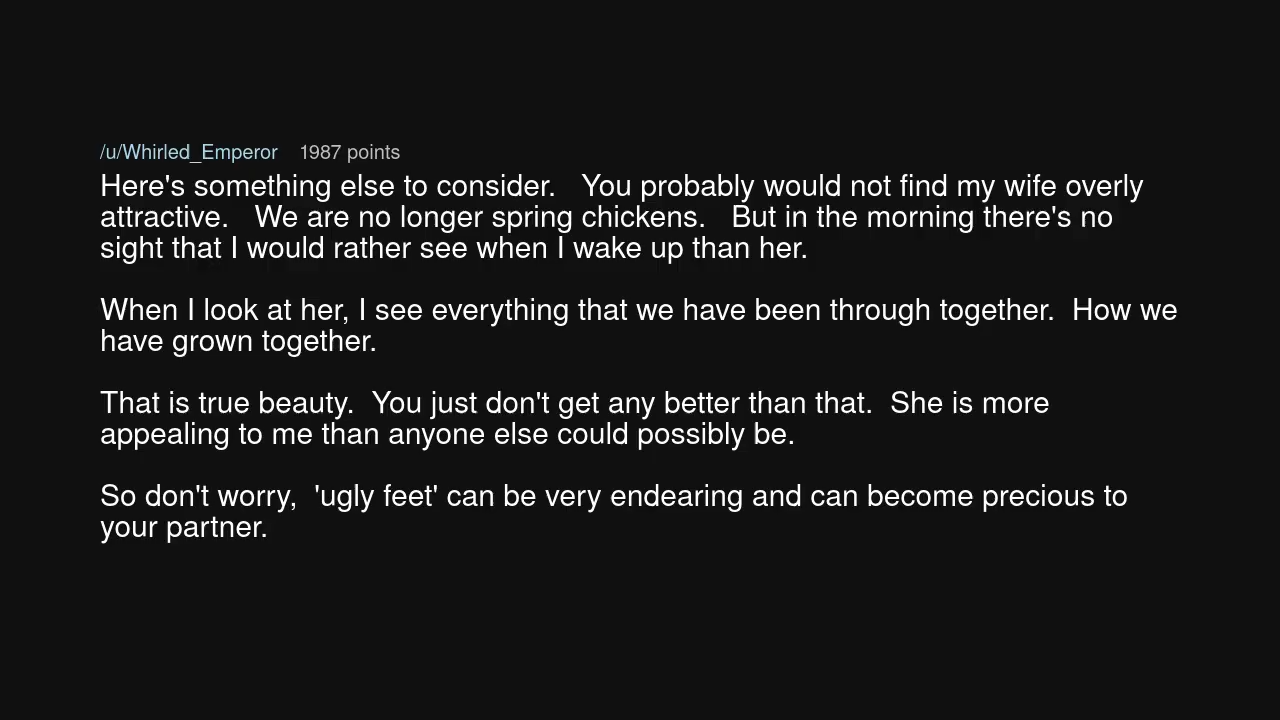 /u/Whirled_Emperor 1987 points
Here's something else to consider. You probably would not find my wife overly
attractive. We are no longer spring chickens. But in the morning there's no
sight that I would rather see when I wake up than her.
When I look at her, I see everything that we have been through together. How we
have grown together.
That is true beauty. You just don't get any better than that. She is more
appealing to me than anyone else could possibly be.
So don't worry, 'ugly feet' can be very endearing and can become precious to
your partner.